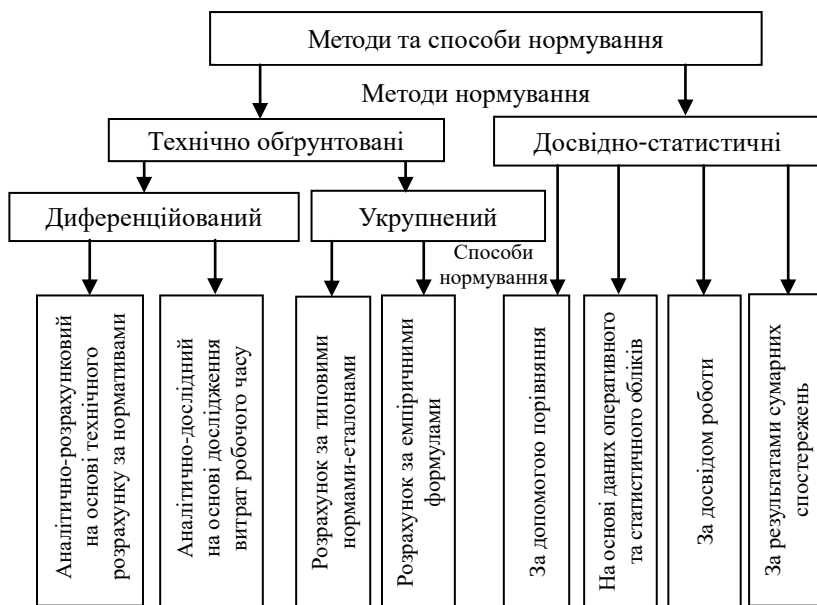 Методи та способи нормування
Методи нормування
Технічно обґрунтовані
Досвідно-статистичні
Диференційований
Укрупнений
Способи
нормування
Аналітично-розрахунковий
на основі технічного
розрахунку за нормативами
Аналітично-дослідний
на основі дослідження
витрат робочого часу
Розрахунок за типовими
нормами-еталонами
Розрахунок за емпіричними
формулами
За допомогою порівняння
На основі даних оперативного
та статистичного обліків
За досвідом роботи
За результатами сумарних
спостережень